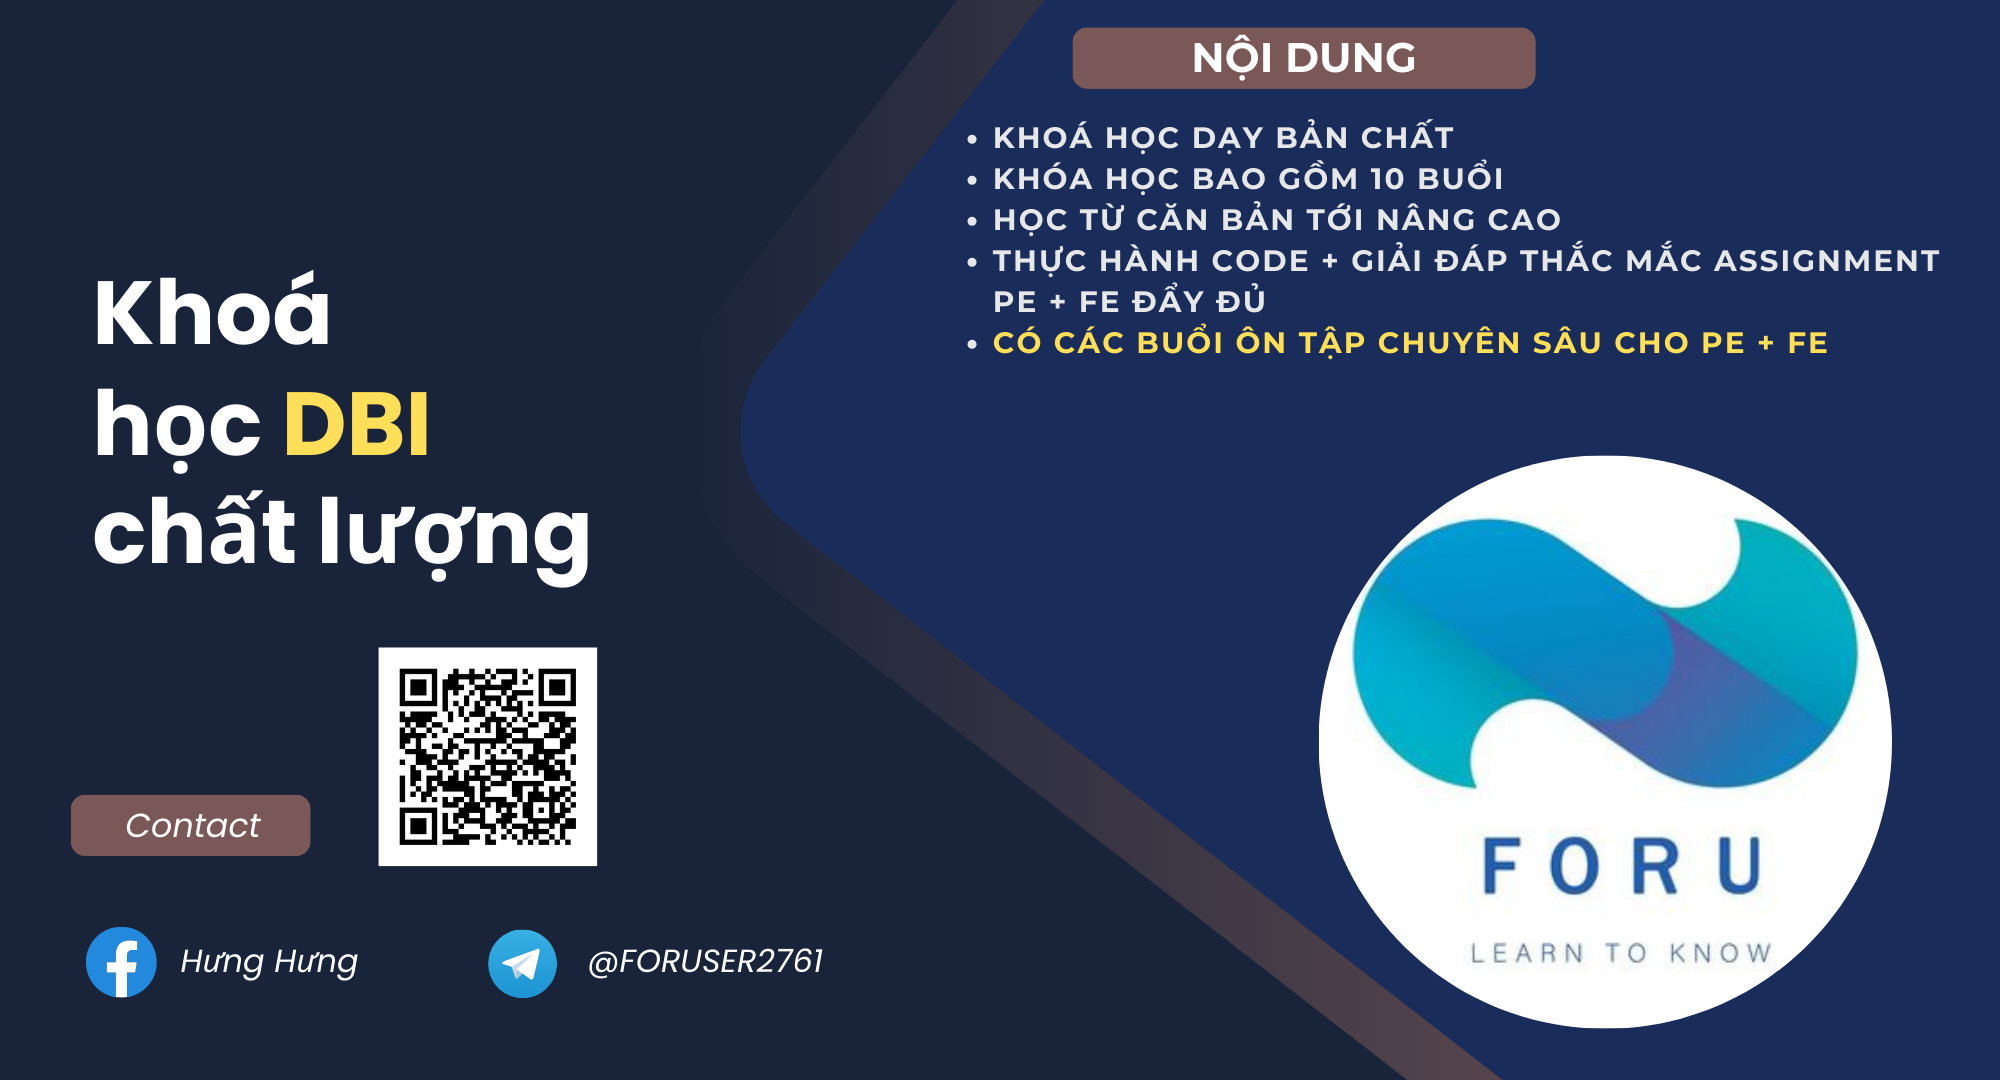 Khoá
học DBI
chất lượng
Contact
Hưng Hưng
@FORUSER2761
NỘI DUNG
• KHOÁ HỌC DẠY BẢN CHẤT
• KHÓA HỌC BAO GỒM 10 BUỔI
• HỌC TỪ CĂN BẢN TỚI NÂNG CAO
• THỰC HÀNH CODE + GIẢI ĐÁP THẮC MẮC ASSIGNMENT
PE + FE ĐẨY ĐỦ
• CÓ CÁC BUỔI ÔN TẬP CHUYÊN SÂU CHO PE + FE
FORU
LEARN TO KNOW